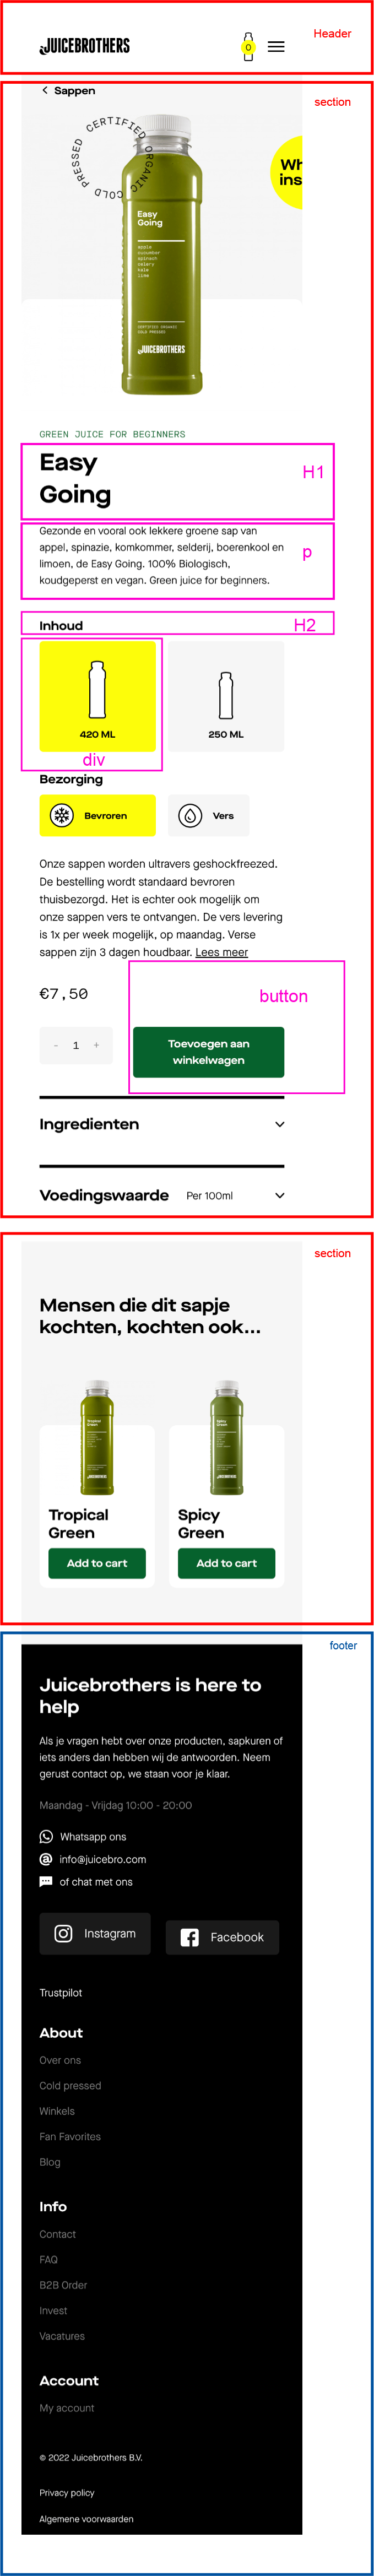 Header
JUICEBROTHERS
0
section
Sappen
CERTIFIED ORGANIC COLD PRESSED
Wh
ins
Easy
Going
apple
cucumber
spinach
celery
kale
lime
CERTIFIED ORGANIC
COLD PRESSED
JUICEBROTHERS
GREEN JUICE FOR BEGINNERS
Easy
Going
H1
Gezonde en vooral ook lekkere groene sap van
appel, spinazie, komkommer, selderij, boerenkool en
limoen, de Easy Going. 100% Biologisch,
koudgeperst en vegan. Green juice for beginners.
p
Inhoud
H2
420 ML
250 ML
div
Bezorging
Bevroren
Vers
Onze sappen worden ultravers geshockfreezed.
De bestelling wordt standaard bevroren
thuisbezorgd. Het is echter ook mogelijk om
onze sappen vers te ontvangen. De vers levering
is 1x per week mogelijk, op maandag. Verse
sappen zijn 3 dagen houdbaar. Lees meer
€7,50
button
- 1 +
Toevoegen aan
winkelwagen
Ingredienten
Voedingswaarde Per 100ml
section
Mensen die dit sapje
kochten, kochten ook...
Tropical
Green
JUICEBROTHERS
Spicy
Green
JUICEBROTHERS
Tropical
Green
Spicy
Green
Add to cart
Add to cart
footer
Juicebrothers is here to
help
Als je vragen hebt over onze producten, sapkuren of
iets anders dan hebben wij de antwoorden. Neem
gerust contact op, we staan voor je klaar.
Maandag - Vrijdag 10:00 - 20:00
Whatsapp ons
info@juicebro.com
of chat met ons
Instagram
Facebook
Trustpilot
About
Over ons
Cold pressed
Winkels
Fan Favorites
Blog
Info
Contact
FAQ
B2B Order
Invest
Vacatures
Account
My account
© 2022 Juicebrothers B.V.
Privacy policy
Algemene voorwaarden